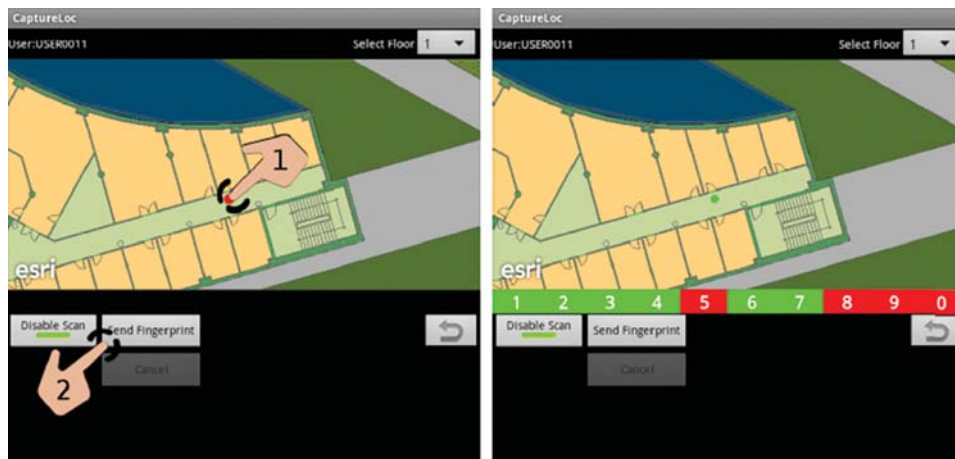 CaptureLoc
User:USER0011 Select Floor 1
1
esri
Disable Scan Send Fingerprint
2 Cancel
CaptureLoc
User:USER0011 Select Floor 1
esri
1 2 3 4 5 6 7 8 9 0
Disable Scan Send Fingerprint
Cancel